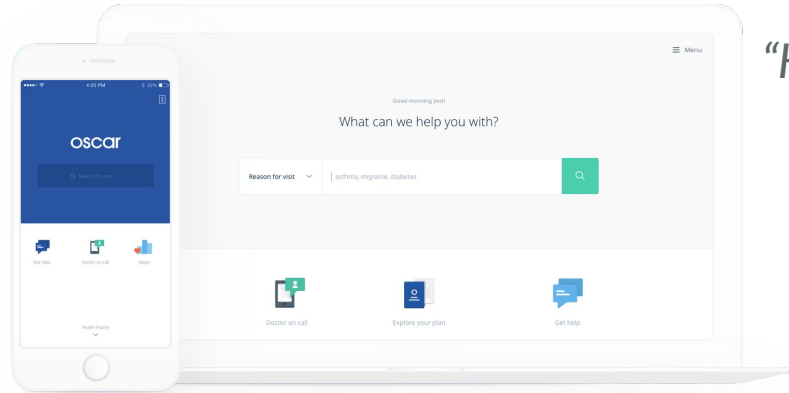 4:25 PM
oscar
Search for care
Get help
Doctor on call
Steps
Health history
Menu
Good morning Josh
What can we help you with?
Reason for visit
asthma, migraine, diabetes
Doctor on call
Explore your plan
Get help